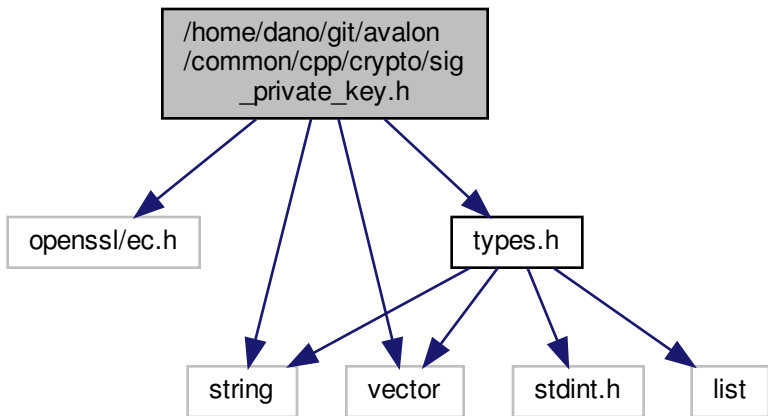 /home/dano/git/avalon
/common/cpp/crypto/sig
_private_key.h
openssl/ec.h
types.h
string
vector
stdint.h
list